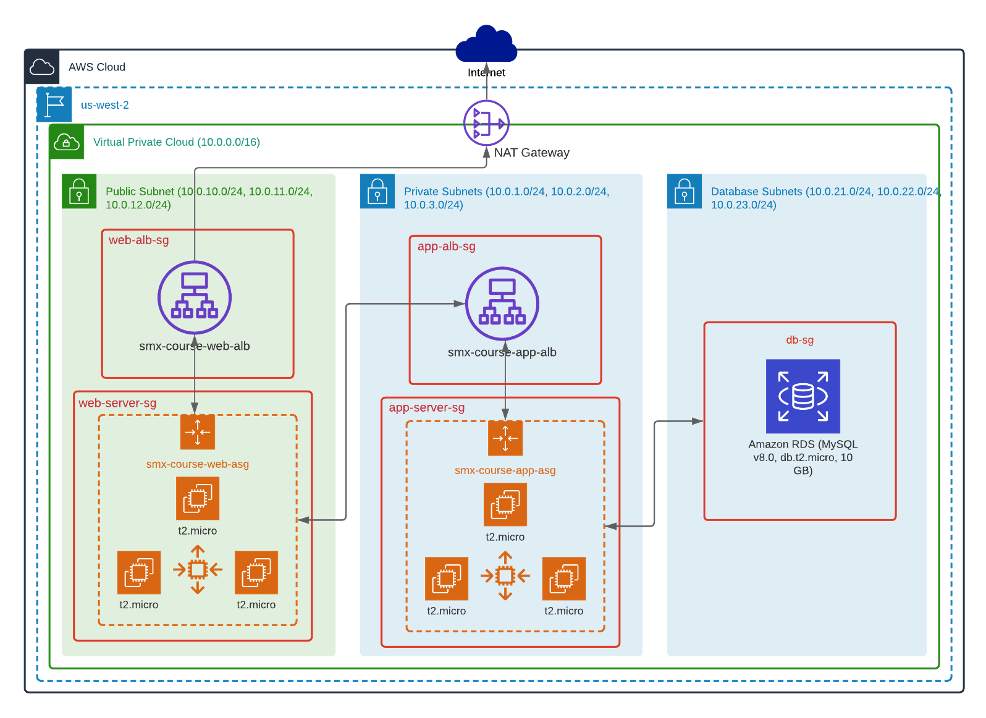 Internet
AWS Cloud
us-west-2
Virtual Private Cloud (10.0.0.0/16)
NAT Gateway
Public Subnet (10.0.10.0/24, 10.0.11.0/24,
10.0.12.0/24)
web-alb-sg
smx-course-web-alb
web-server-sg
smx-course-web-asg
t2.micro
t2.micro
t2.micro
Private Subnets (10.0.1.0/24, 10.0.2.0/24,
10.0.3.0/24)
app-alb-sg
smx-course-app-alb
app-server-sg
smx-course-app-asg
t2.micro
t2.micro
t2.micro
Database Subnets (10.0.21.0/24, 10.0.22.0/24,
10.0.23.0/24)
db-sg
Amazon RDS (MySQL
v8.0, db.t2.micro, 10
GB)